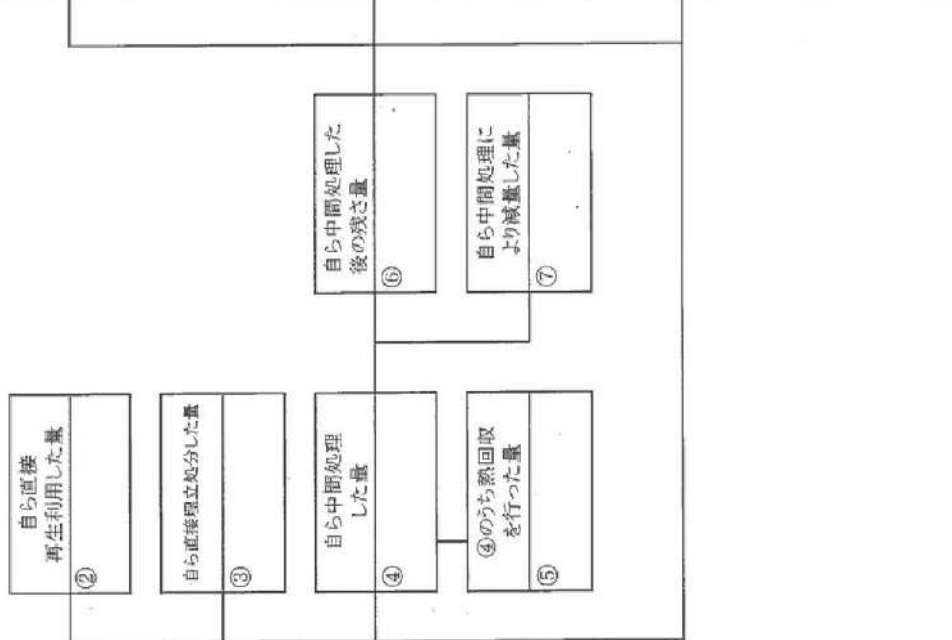 自ら直接
再生利用した量
②
自ら直接埋立処分した量
③
自ら中間処理
した量
④
④のうち熱回収
を行った量
⑤
自ら中間処理した
後の残さ量
⑥
自ら中間処理に
より減量した量
⑦